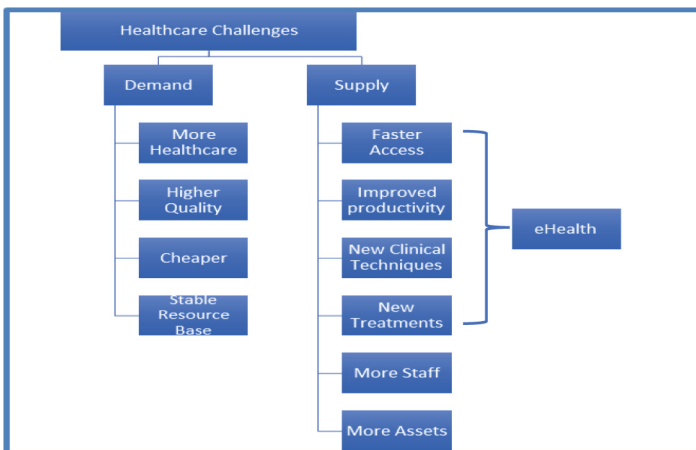 Healthcare Challenges
Demand
Supply
More
Healthcare
Higher
Quality
Cheaper
Stable
Resource
Base
Faster
Access
Improved
productivity
New Clinical
Techniques
New
Treatments
More Staff
More Assets
eHealth